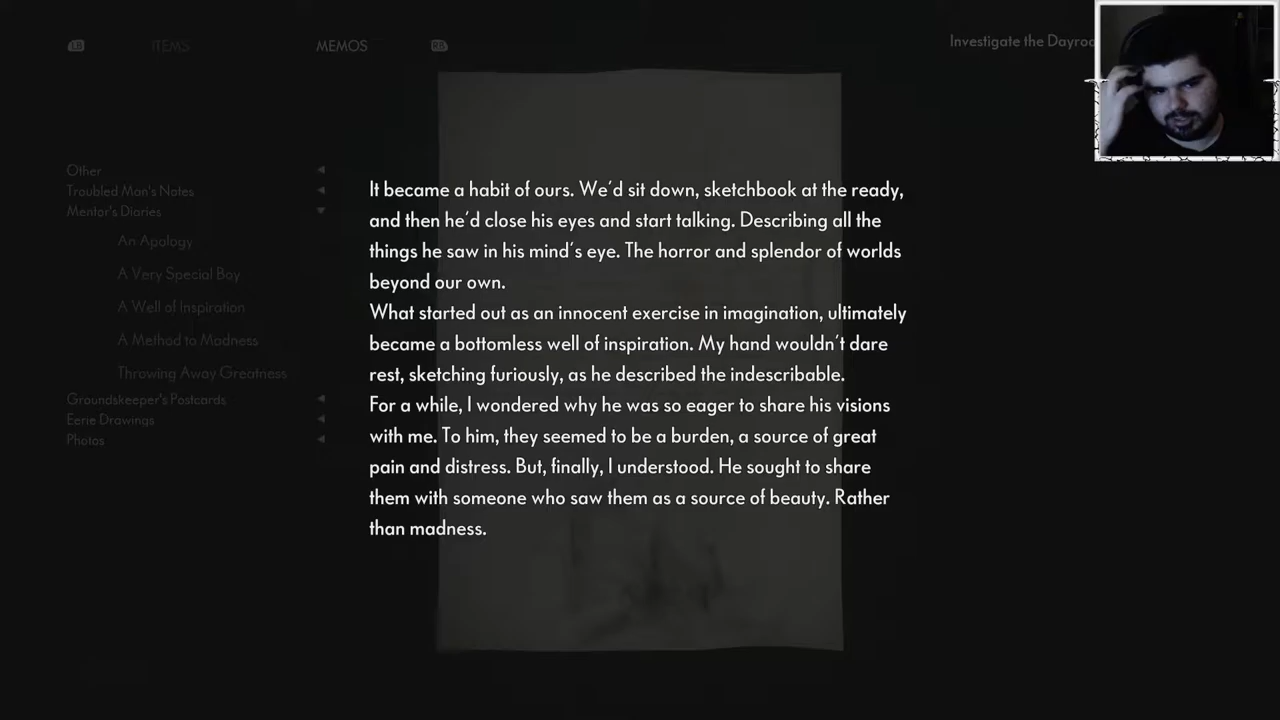 LB
ITEMS
MEMOS
RB
Investigate the Dayroo
Other
Troubled Man's Notes
Mentor's Diaries
An Apology
A Very Special Boy
A Well of Inspiration
A Method to Madness
Throwing Away Greatness
Groundskeeper's Postcards
Eerie Drawings
Photos
It became a habit of ours. We'd sit down, sketchbook at the ready,
and then he'd close his eyes and start talking. Describing all the
things he saw in his mind's eye. The horror and splendor of worlds
beyond our own.
What started out as an innocent exercise in imagination, ultimately
became a bottomless well of inspiration. My hand wouldn't dare
rest, sketching furiously, as he described the indescribable.
For a while, I wondered why he was so eager to share his visions
with me. To him, they seemed to be a burden, a source of great
pain and distress. But, finally, I understood. He sought to share
them with someone who saw them as a source of beauty. Rather
than madness.